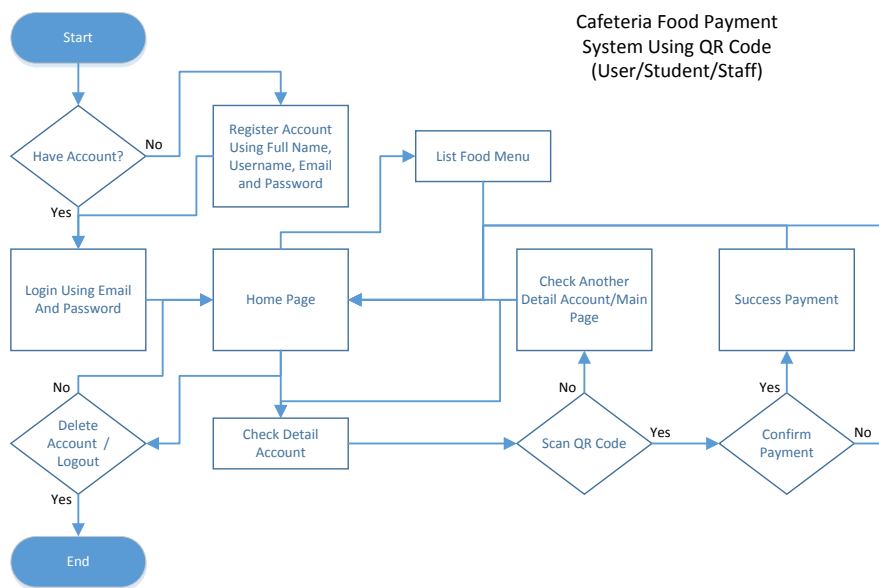 Cafeteria Food Payment
System Using QR Code
(User/Student/Staff)
Start
Have Account?
No
Yes
Register Account
Using Full Name,
Username, Email
and Password
List Food Menu
Login Using Email
And Password
Home Page
Check Another
Detail Account/Main
Page
Success Payment
No
Delete
Account /
Logout
Yes
Check Detail
Account
No
Scan QR Code
Yes
Yes
Confirm
Payment
No
End